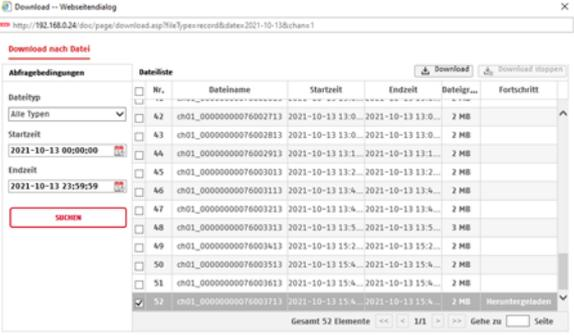 Download -- Webseitendialog
http://192.168.0.24/doc/page/download.asp?fileType=record&date=2021-10-13&chan=1
Download nach Datei
Abfragebedingungen
Dateityp
Alle Typen
Startzeit
2021-10-13 00:00:00
Endzeit
2021-10-13 23:59:59
SUCHEN
Dateiliste
Download
Download stoppen
Nr. Dateiname Startzeit Endzeit Dateigr... Fortschritt
42 ch01_00000000076002713 2021-10-13 13:0... 2021-10-13 13:0... 2 MB
43 ch01_00000000076002813 2021-10-13 13:0... 2021-10-13 13:0... 2 MB
44 ch01_00000000076002913 2021-10-13 13:1... 2021-10-13 13:1... 2 MB
45 ch01_00000000076003013 2021-10-13 13:2... 2021-10-13 13:2... 2 MB
46 ch01_00000000076003113 2021-10-13 13:4... 2021-10-13 13:4... 2 MB
47 ch01_00000000076003213 2021-10-13 13:4... 2021-10-13 13:4... 2 MB
48 ch01_00000000076003313 2021-10-13 13:5... 2021-10-13 13:5... 3 MB
49 ch01_00000000076003413 2021-10-13 15:2... 2021-10-13 15:2... 2 MB
50 ch01_00000000076003513 2021-10-13 15:4... 2021-10-13 15:4... 2 MB
51 ch01_00000000076003613 2021-10-13 15:4... 2021-10-13 15:4... 2 MB
52 ch01_00000000076003713 2021-10-13 15:4... 2021-10-13 15:4... 2 MB Heruntergeladen
Gesamt 52 Elemente << < 1/1 > >> Gehe zu Seite